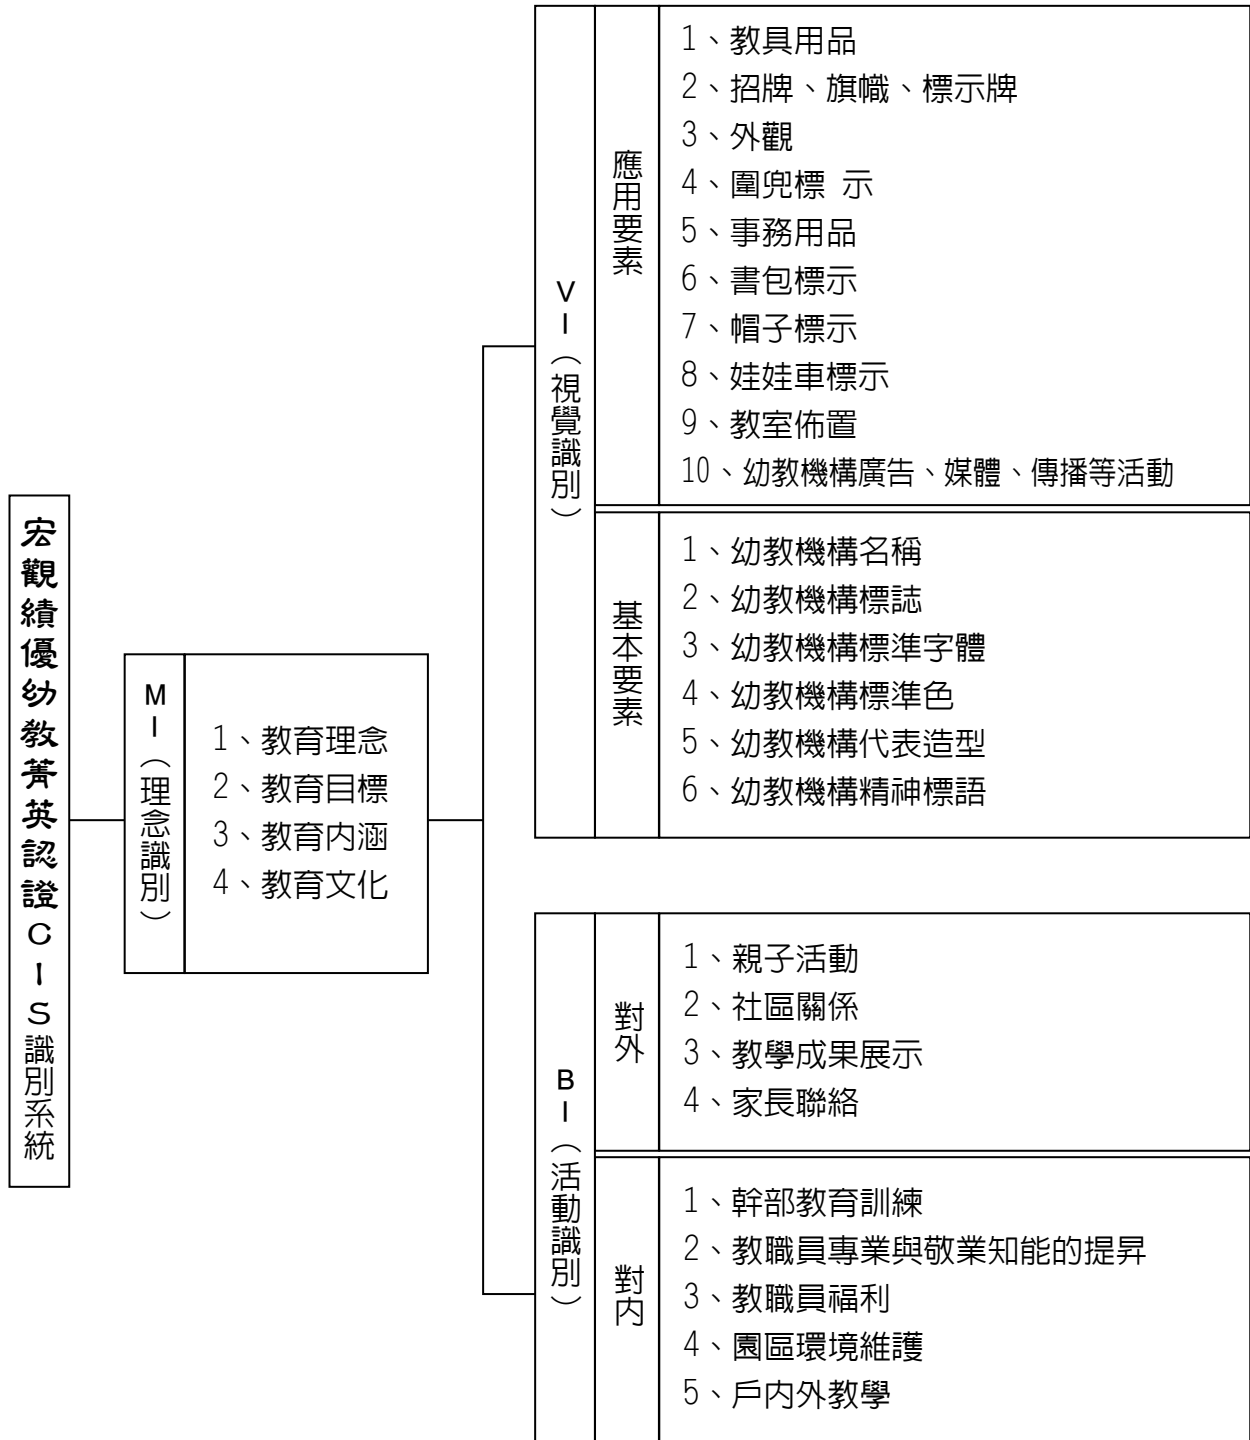 宏觀績優幼教菁英認證CIS識別系統
MI（理念識別）
1、教育理念
2、教育目標
3、教育內涵
4、教育文化
VI（視覺識別）
應用要素
1、教具用品
2、招牌、旗幟、標示牌
3、外觀
4、圍兜標 示
5、事務用品
6、書包標示
7、帽子標示
8、娃娃車標示
9、教室佈置
10、幼教機構廣告、媒體、傳播等活動
基本要素
1、幼教機構名稱
2、幼教機構標誌
3、幼教機構標準字體
4、幼教機構標準色
5、幼教機構代表造型
6、幼教機構精神標語
BI（活動識別）
對外
1、親子活動
2、社區關係
3、教學成果展示
4、家長聯絡
對內
1、幹部教育訓練
2、教職員專業與敬業知能的提昇
3、教職員福利
4、園區環境維護
5、戶內外教學